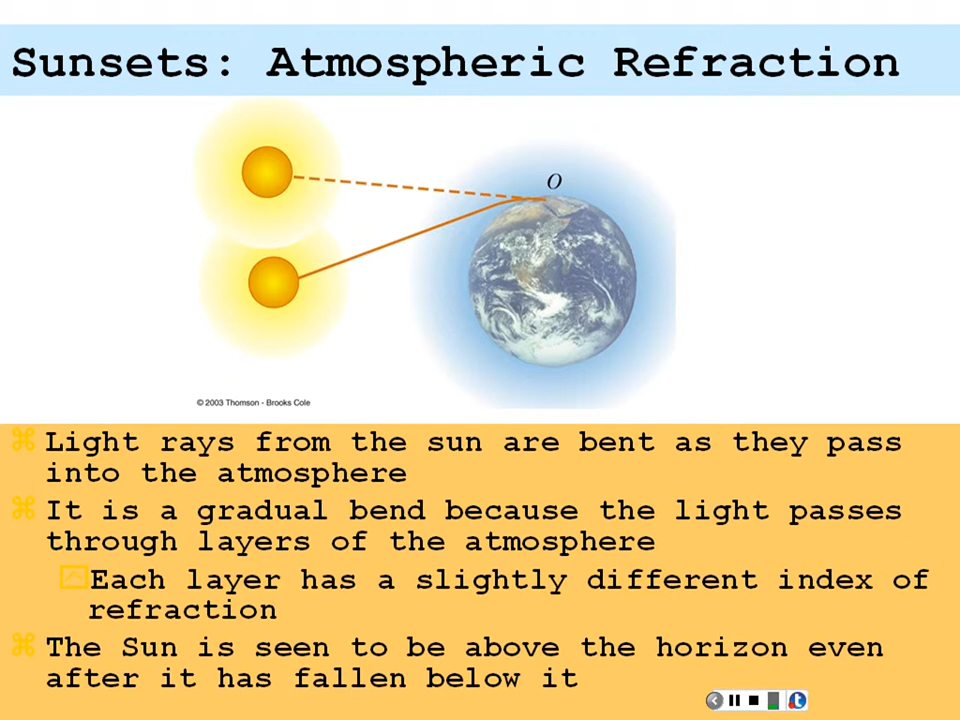 Sunsets: Atmospheric Refraction
O
© 2003 Thomson - Brooks Cole
Light rays from the sun are bent as they pass
into the atmosphere
It is a gradual bend because the light passes
through layers of the atmosphere
Each layer has a slightly different index of
refraction
The Sun is seen to be above the horizon even
after it has fallen below it
t